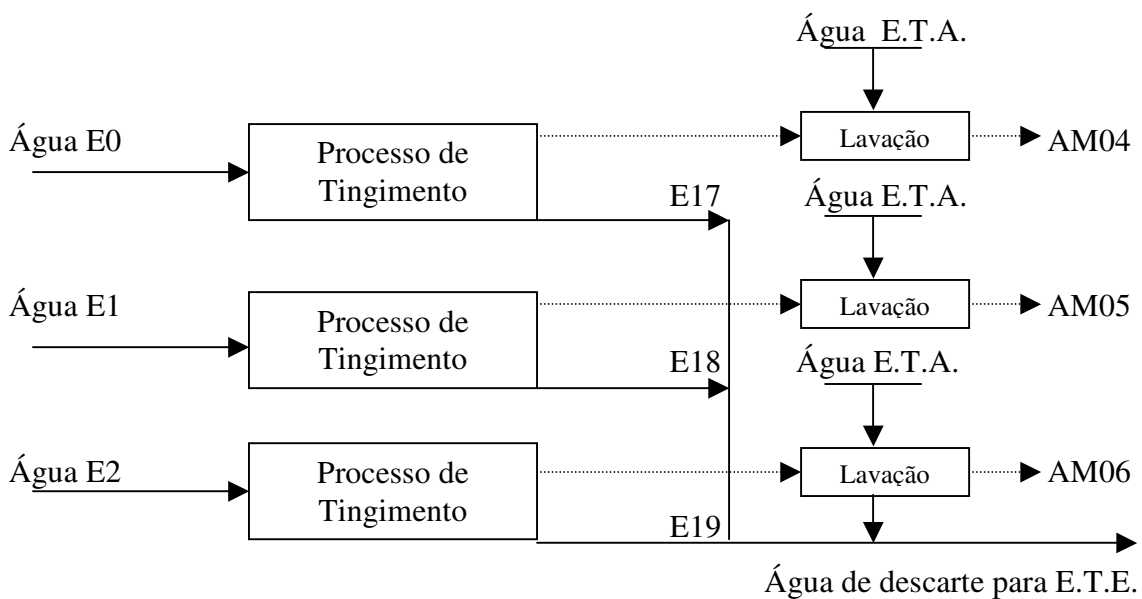 Água E.T.A.
Água E0
Processo de
Tingimento
Lavação
AM04
E17
Água E.T.A.
Água E1
Processo de
Tingimento
Lavação
AM05
E18
Água E.T.A.
Água E2
Processo de
Tingimento
Lavação
AM06
E19
Água de descarte para E.T.E.